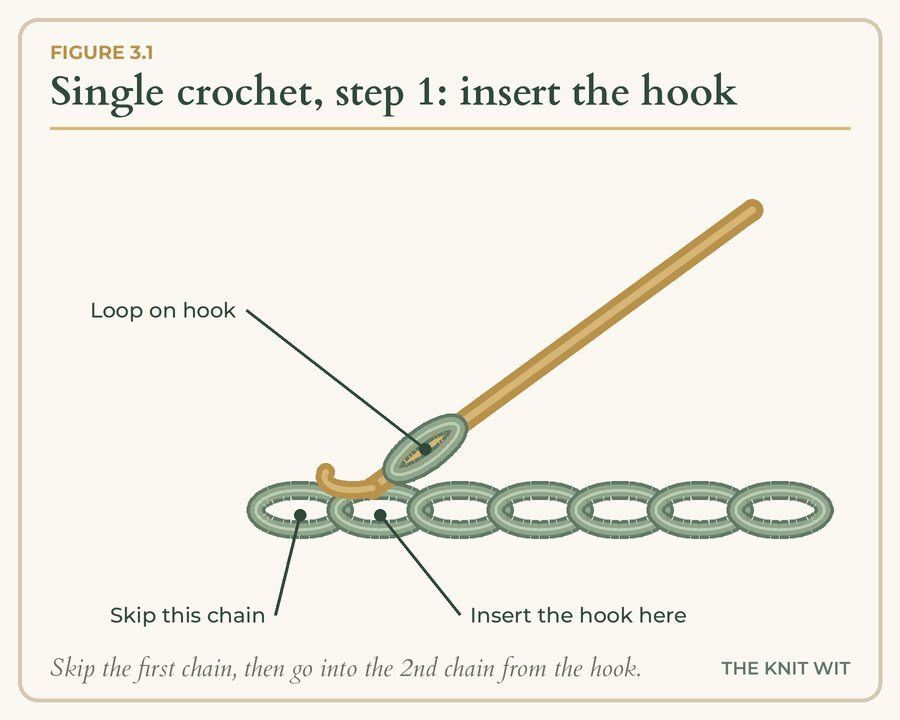 FIGURE 3.1
Single crochet, step 1: insert the hook
Loop on hook
Skip this chain
Insert the hook here
Skip the first chain, then go into the 2nd chain from the hook.
THE KNIT WIT